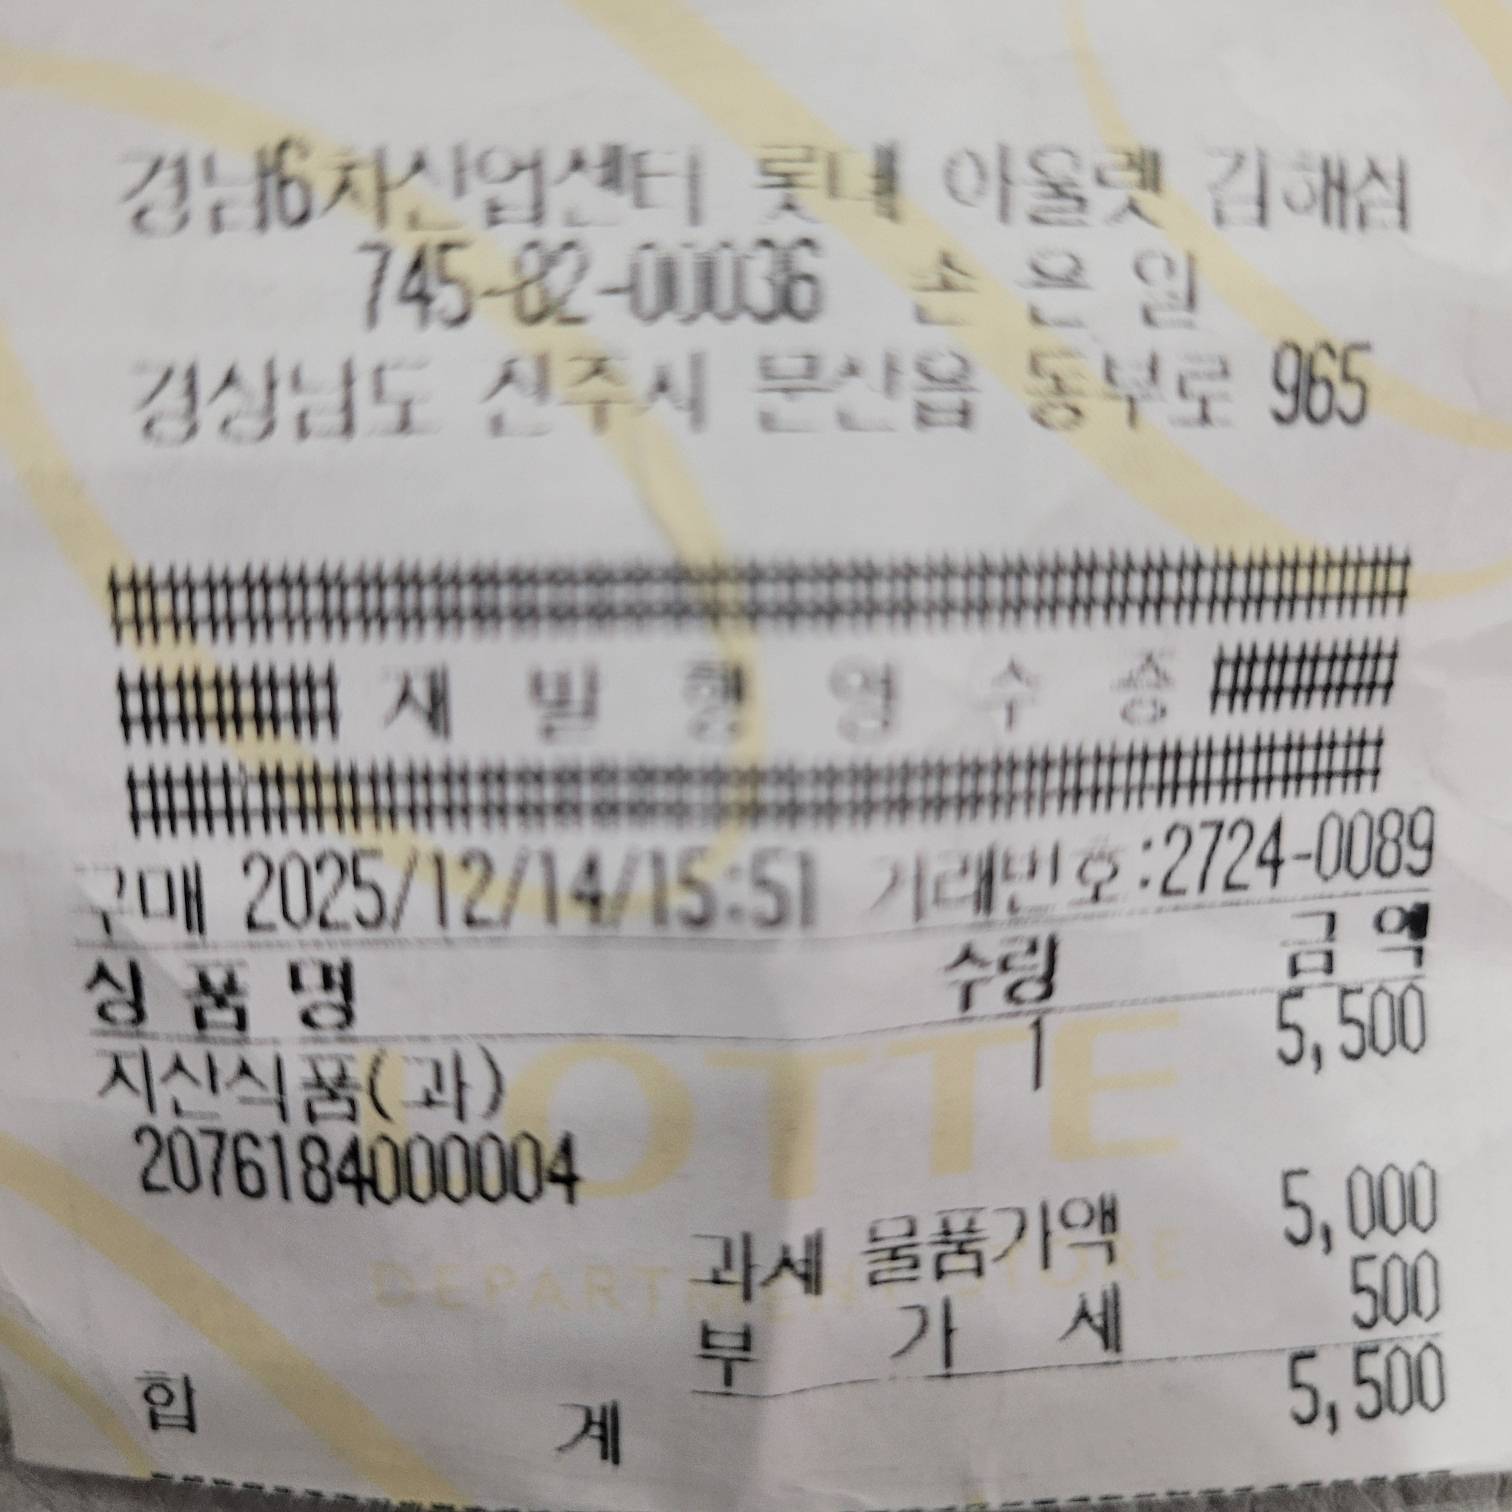 경남6차산업센터 롯데 아울렛 김해점
745-82-00036 손 은 일
경상남도 진주시 문산읍 동부로 965
재 발 행 영 수 증
구매 2025/12/14/15:51 거래번호:2724-0089
상 품 명 수량 금 액
지산식품(과) 1 5,500
2076184000004
과세 물품가액 5,000
부 가 세 500
합 계 5,500
LOTTE
DEPARTMENT STORE